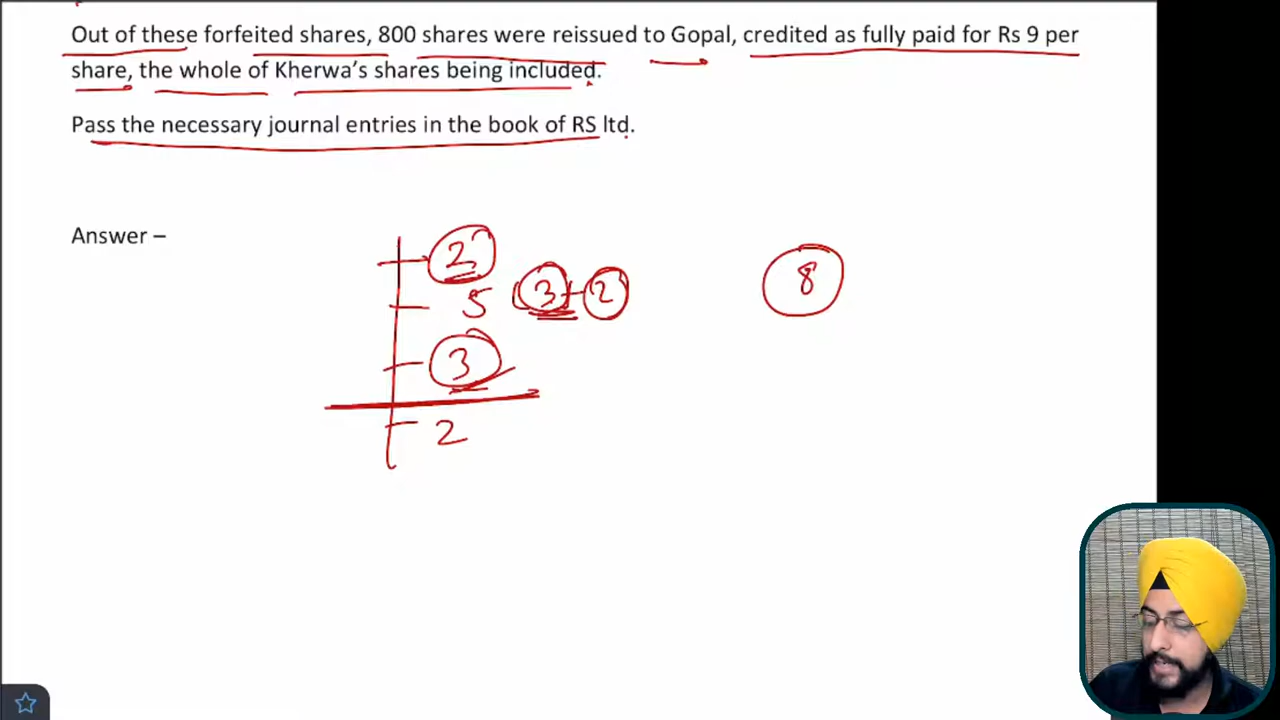 Out of these forfeited shares, 800 shares were reissued to Gopal, credited as fully paid for Rs 9 per
share, the whole of Kherwa's shares being included.
Pass the necessary journal entries in the book of RS ltd.
Answer –
2
5 (3+2
8
3
2